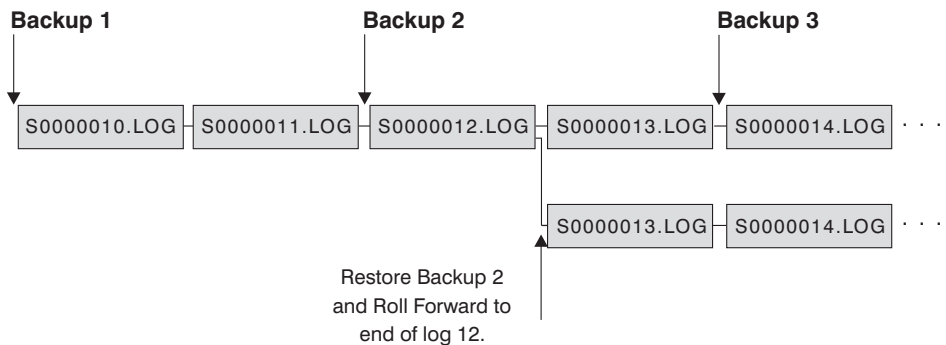 Backup 1 Backup 2 Backup 3
S0000010.LOG S0000011.LOG S0000012.LOG S0000013.LOG S0000014.LOG . . .
S0000013.LOG S0000014.LOG . . .
Restore Backup 2
and Roll Forward to
end of log 12.